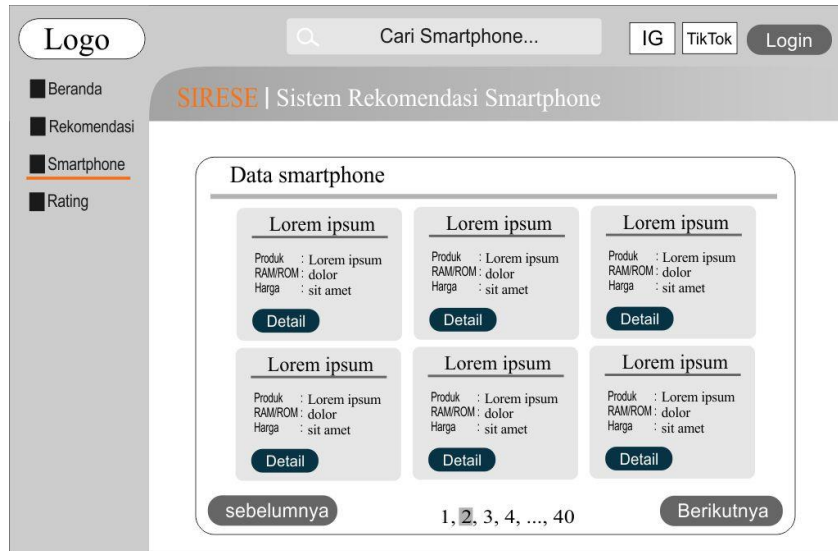 Logo
Cari Smartphone...
IG
TikTok
Login
Beranda
Rekomendasi
Smartphone
Rating
SIRESE | Sistem Rekomendasi Smartphone
Data smartphone
Lorem ipsum
Produk : Lorem ipsum
RAM/ROM : dolor
Harga : sit amet
Detail
Lorem ipsum
Produk : Lorem ipsum
RAM/ROM : dolor
Harga : sit amet
Detail
Lorem ipsum
Produk : Lorem ipsum
RAM/ROM : dolor
Harga : sit amet
Detail
Lorem ipsum
Produk : Lorem ipsum
RAM/ROM : dolor
Harga : sit amet
Detail
Lorem ipsum
Produk : Lorem ipsum
RAM/ROM : dolor
Harga : sit amet
Detail
Lorem ipsum
Produk : Lorem ipsum
RAM/ROM : dolor
Harga : sit amet
Detail
sebelumnya
1, 2, 3, 4, ..., 40
Berikutnya